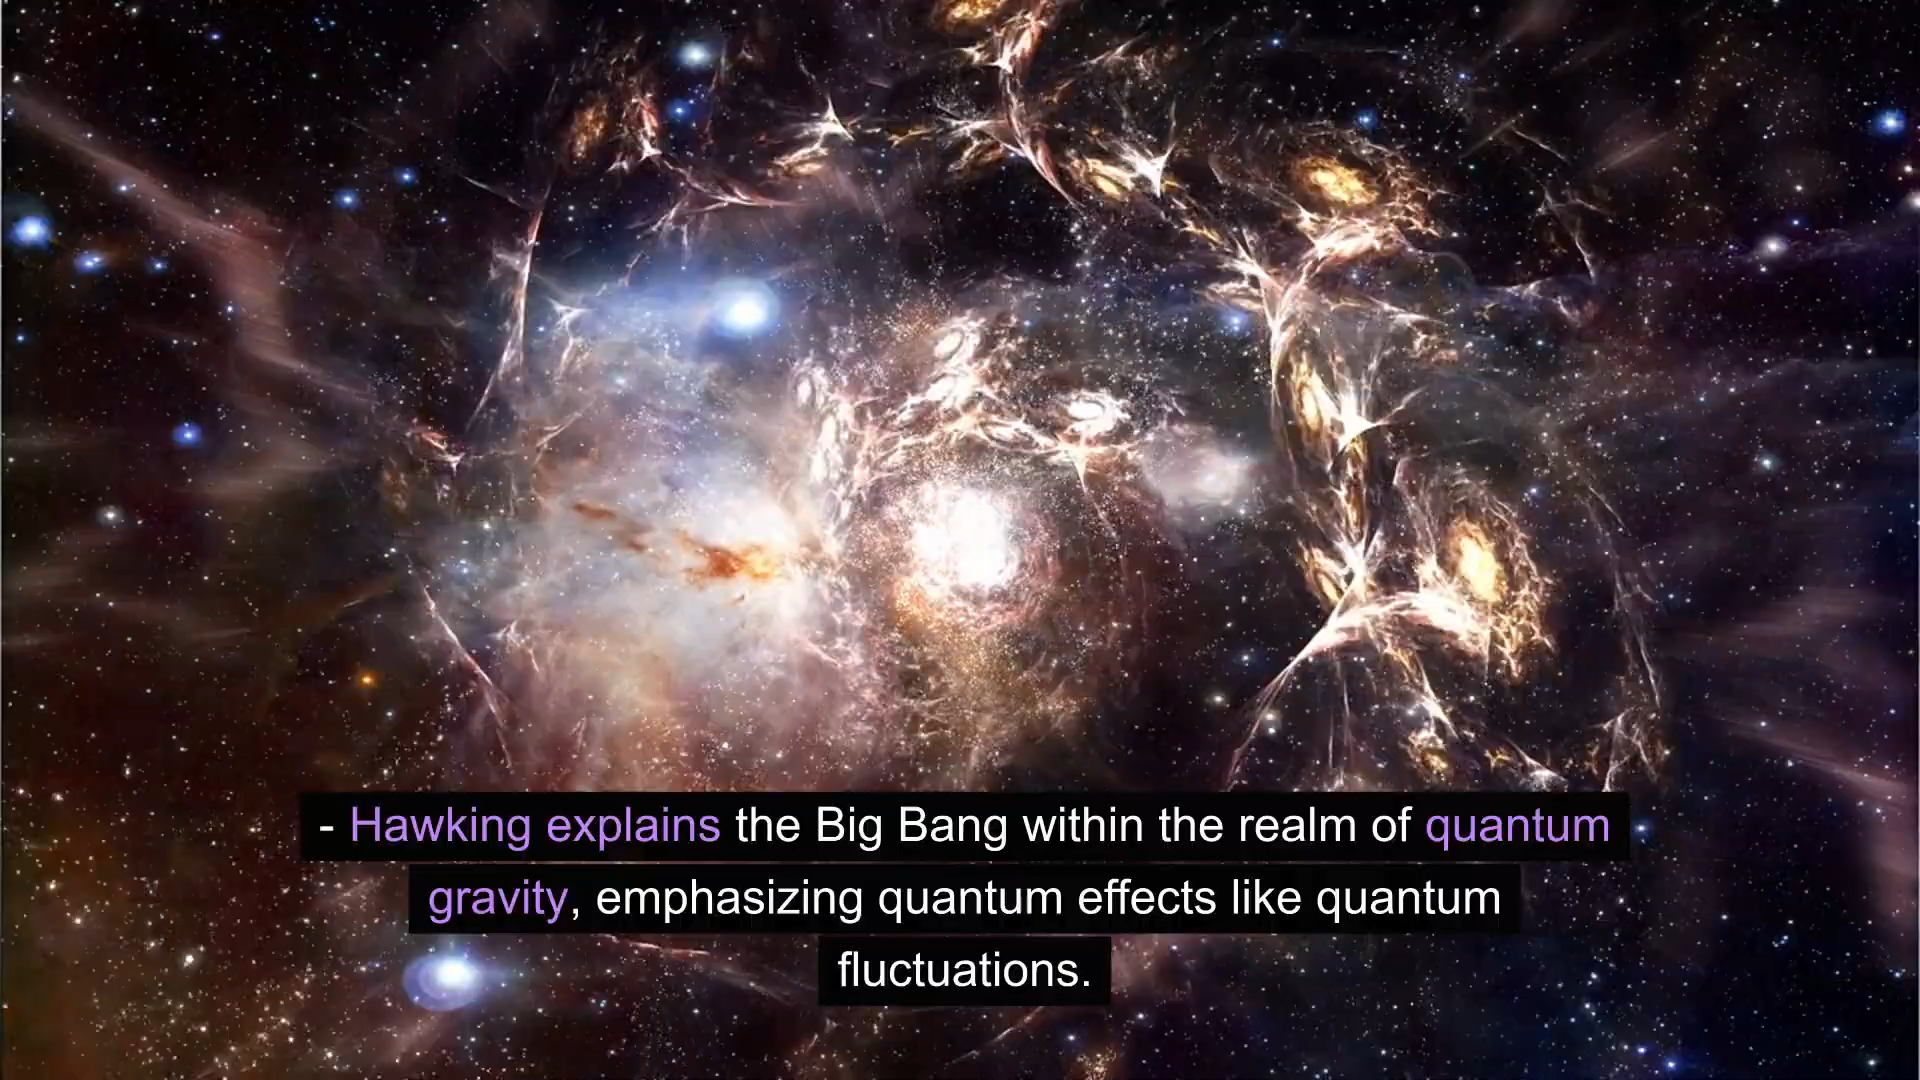 - Hawking explains the Big Bang within the realm of quantum
gravity, emphasizing quantum effects like quantum
fluctuations.